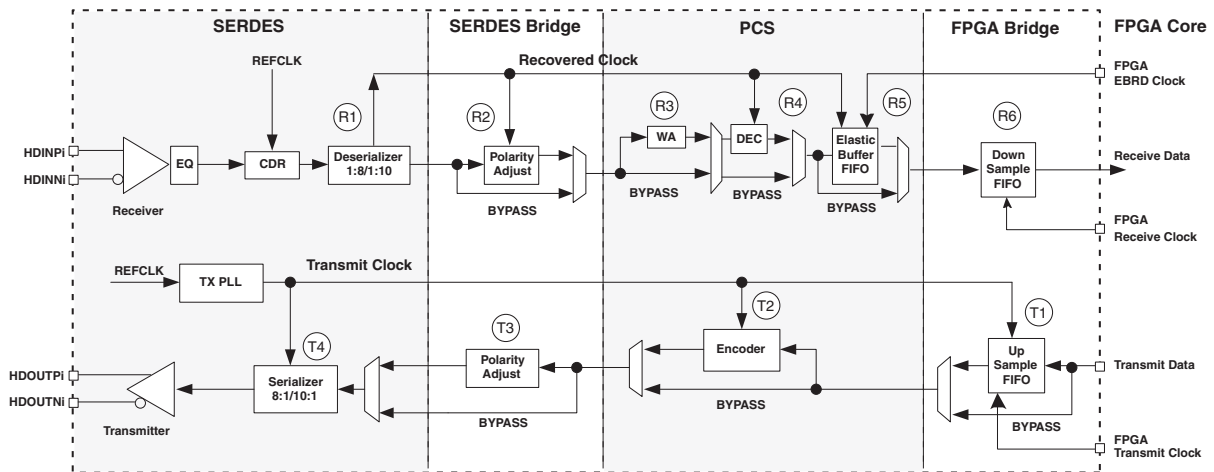 SERDES
SERDES Bridge
PCS
FPGA Bridge
FPGA Core
REFCLK
Recovered Clock
FPGA
EBRD Clock
R1
R2
R3
R4
R5
R6
HDINPi
HDINNi
EQ
CDR
Deserializer
1:8/1:10
Polarity
Adjust
WA
DEC
Elastic
Buffer
FIFO
Down
Sample
FIFO
Receive Data
Receiver
BYPASS
BYPASS
BYPASS
BYPASS
FPGA
Receive Clock
REFCLK
TX PLL
Transmit Clock
T4
T3
T2
T1
HDOUTPi
HDOUTNi
Serializer
8:1/10:1
Polarity
Adjust
Encoder
Up
Sample
FIFO
Transmit Data
Transmitter
BYPASS
BYPASS
BYPASS
FPGA
Transmit Clock